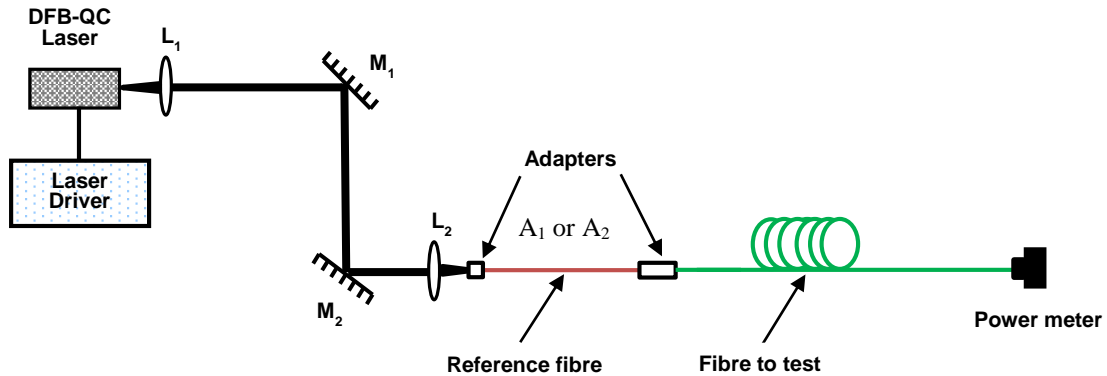 DFB-QC
Laser
L1
M1
Laser
Driver
Adapters
A1 or A2
L2
M2
Reference fibre
Fibre to test
Power meter